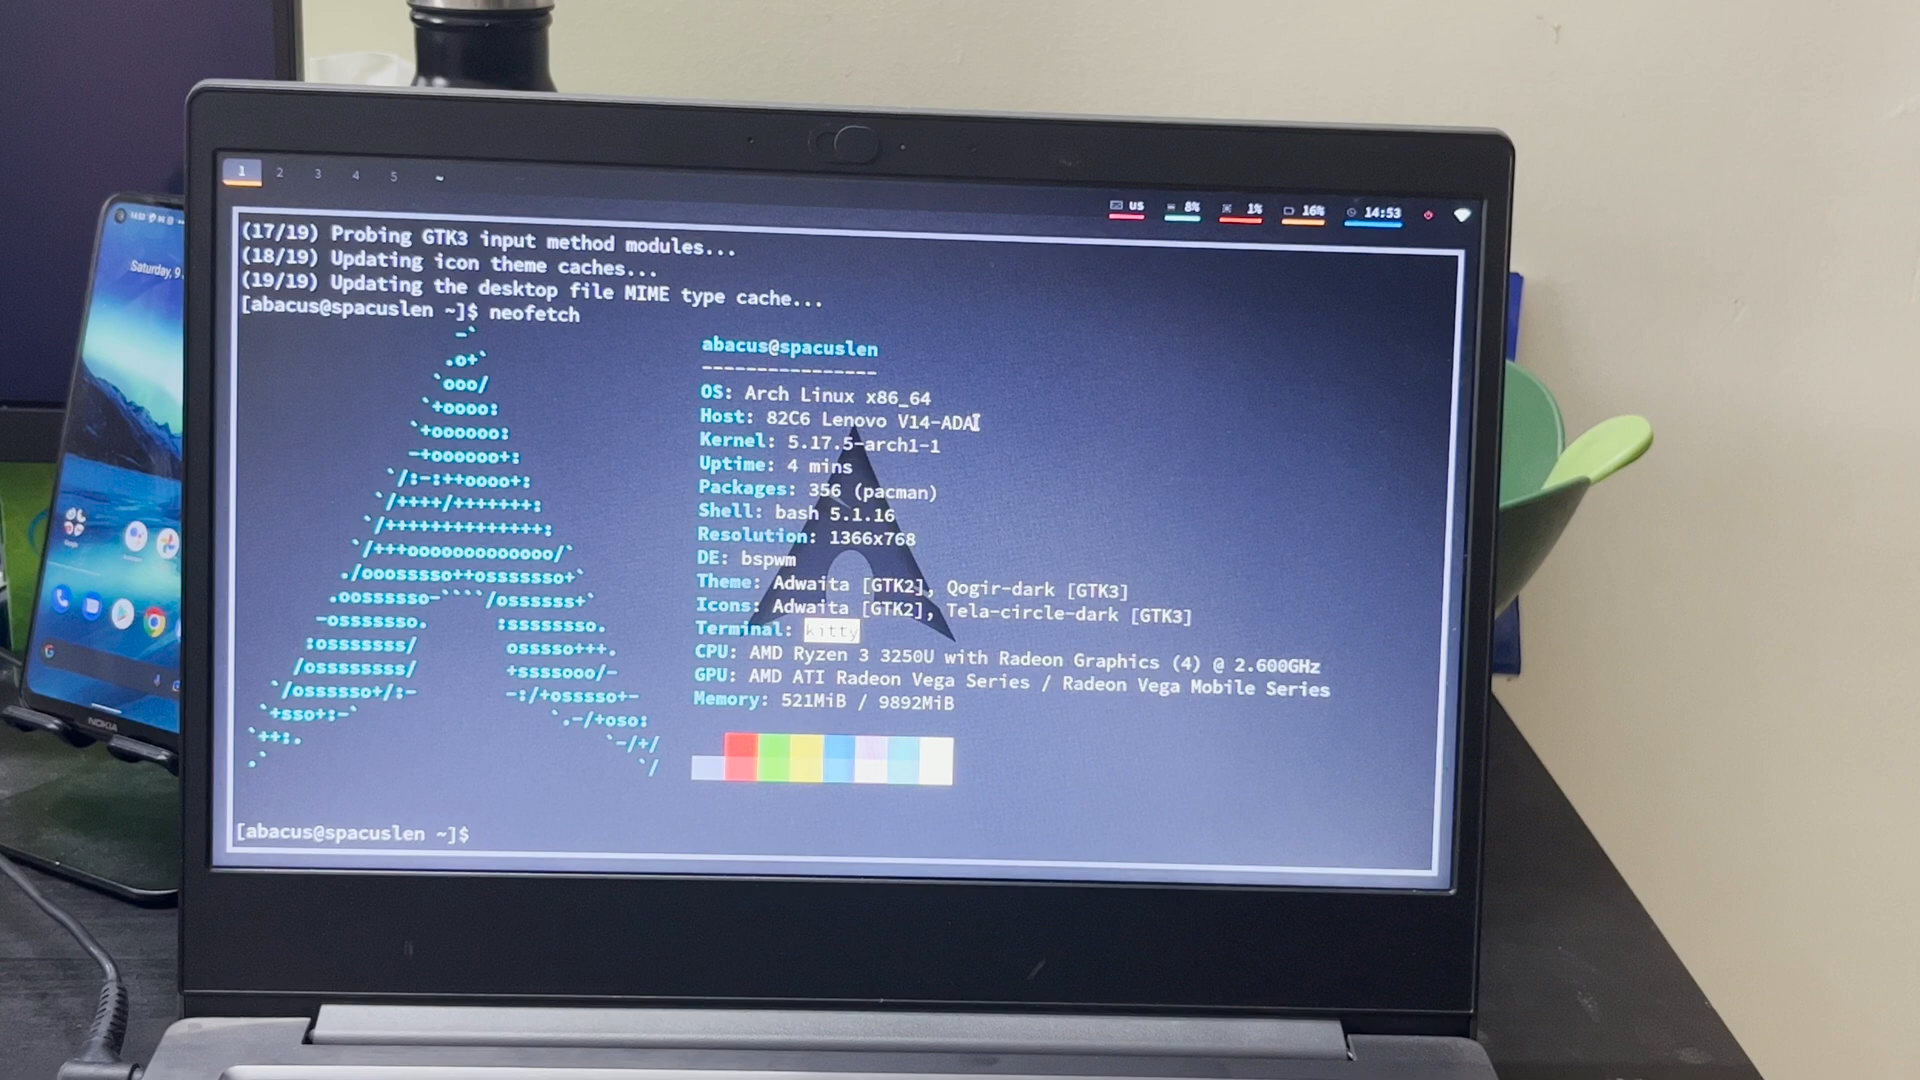 1 2 3 4 5 ~
us 8% 1% 16% 14:53
(17/19) Probing GTK3 input method modules...
(18/19) Updating icon theme caches...
(19/19) Updating the desktop file MIME type cache...
[abacus@spacuslen ~]$ neofetch
abacus@spacuslen
----------------
OS: Arch Linux x86_64
Host: 82C6 Lenovo V14-ADA
Kernel: 5.17.5-arch1-1
Uptime: 4 mins
Packages: 356 (pacman)
Shell: bash 5.1.16
Resolution: 1366x768
DE: bspwm
Theme: Adwaita [GTK2], Qogir-dark [GTK3]
Icons: Adwaita [GTK2], Tela-circle-dark [GTK3]
Terminal: kitty
CPU: AMD Ryzen 3 3250U with Radeon Graphics (4) @ 2.600GHz
GPU: AMD ATI Radeon Vega Series / Radeon Vega Mobile Series
Memory: 521MiB / 9892MiB
[abacus@spacuslen ~]$
Saturday, 9
NOKIA